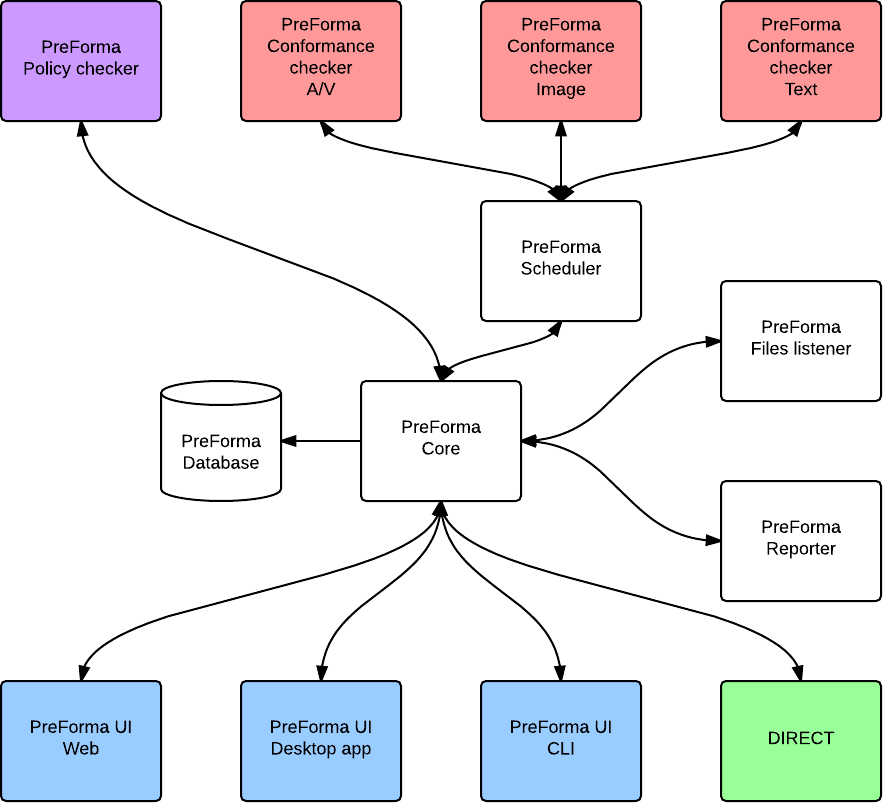 PreForma
Policy checker
PreForma
Conformance
checker
A/V
PreForma
Conformance
checker
Image
PreForma
Conformance
checker
Text
PreForma
Scheduler
PreForma
Files listener
PreForma
Database
PreForma
Core
PreForma
Reporter
PreForma UI
Web
PreForma UI
Desktop app
PreForma UI
CLI
DIRECT